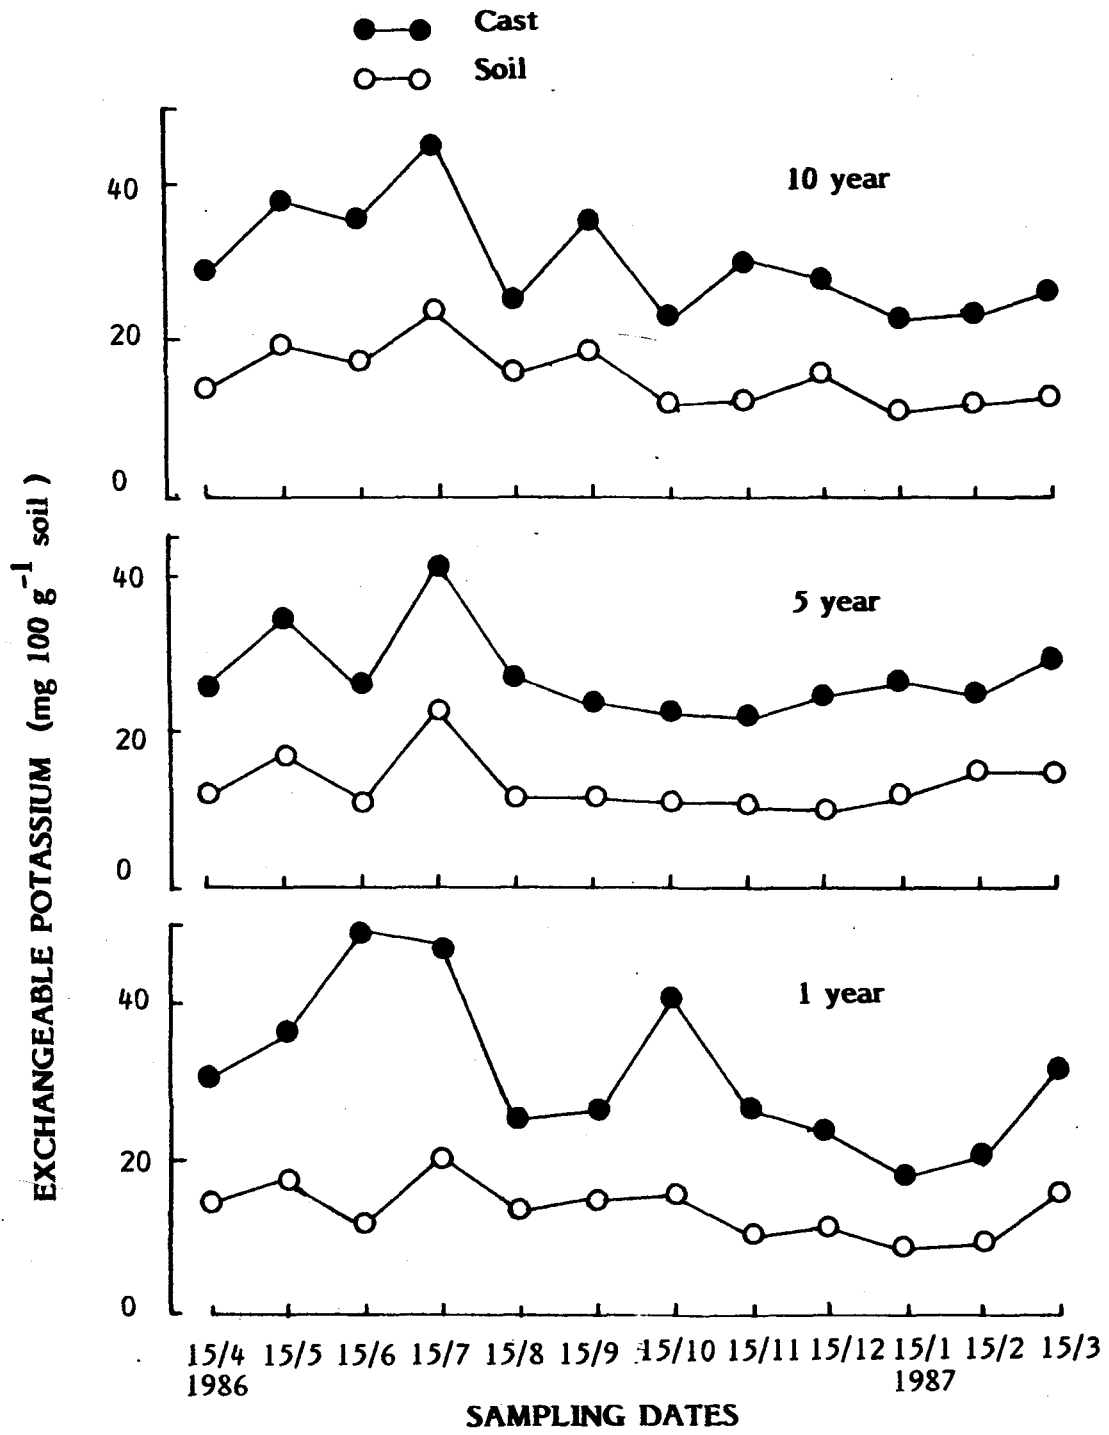 Cast
Soil
10 year
40
20
0
5 year
40
20
0
1 year
40
20
0
EXCHANGEABLE POTASSIUM (mg 100 g⁻¹ soil )
15/4 15/5 15/6 15/7 15/8 15/9 15/10 15/11 15/12 15/1 15/2 15/3
1986 1987
SAMPLING DATES